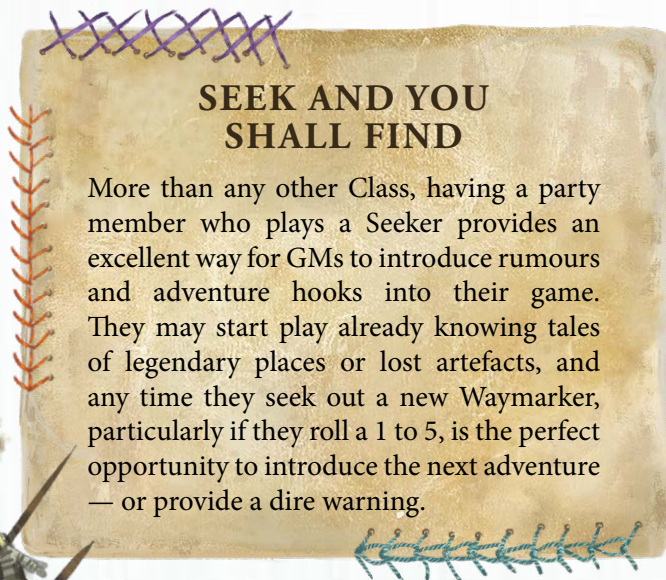 SEEK AND YOU
SHALL FIND
More than any other Class, having a party
member who plays a Seeker provides an
excellent way for GMs to introduce rumours
and adventure hooks into their game.
They may start play already knowing tales
of legendary places or lost artefacts, and
any time they seek out a new Waymarker,
particularly if they roll a 1 to 5, is the perfect
opportunity to introduce the next adventure
— or provide a dire warning.